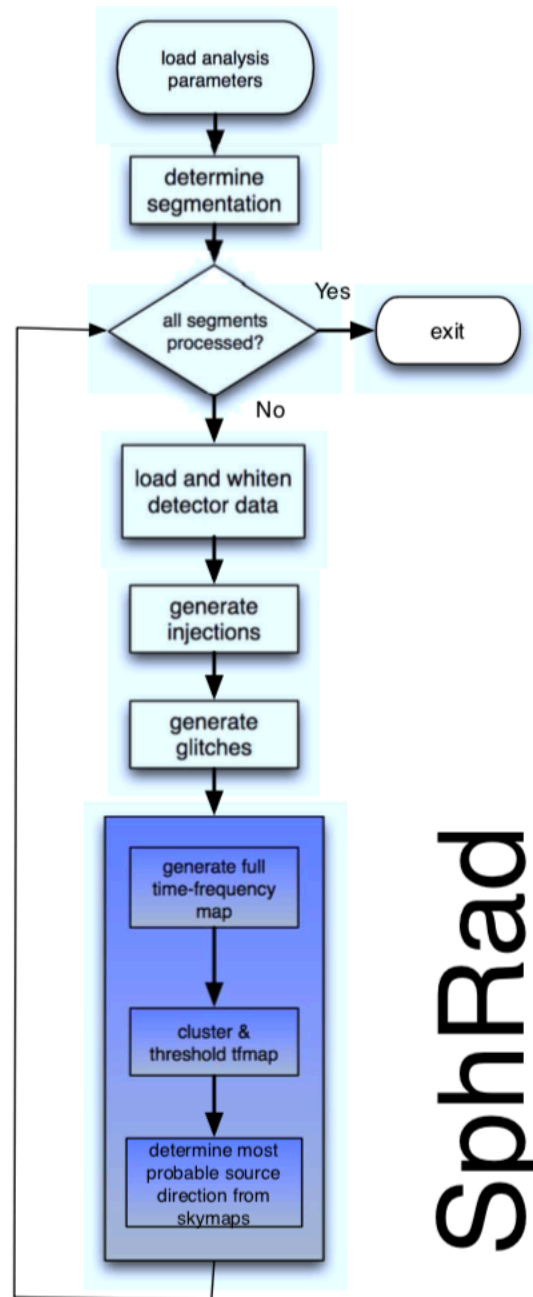 load analysis
parameters
determine
segmentation
all segments
processed?
Yes
exit
No
load and whiten
detector data
generate
injections
generate
glitches
generate full
time-frequency
map
cluster &
threshold tfmap
determine most
probable source
direction from
skymaps
SphRad